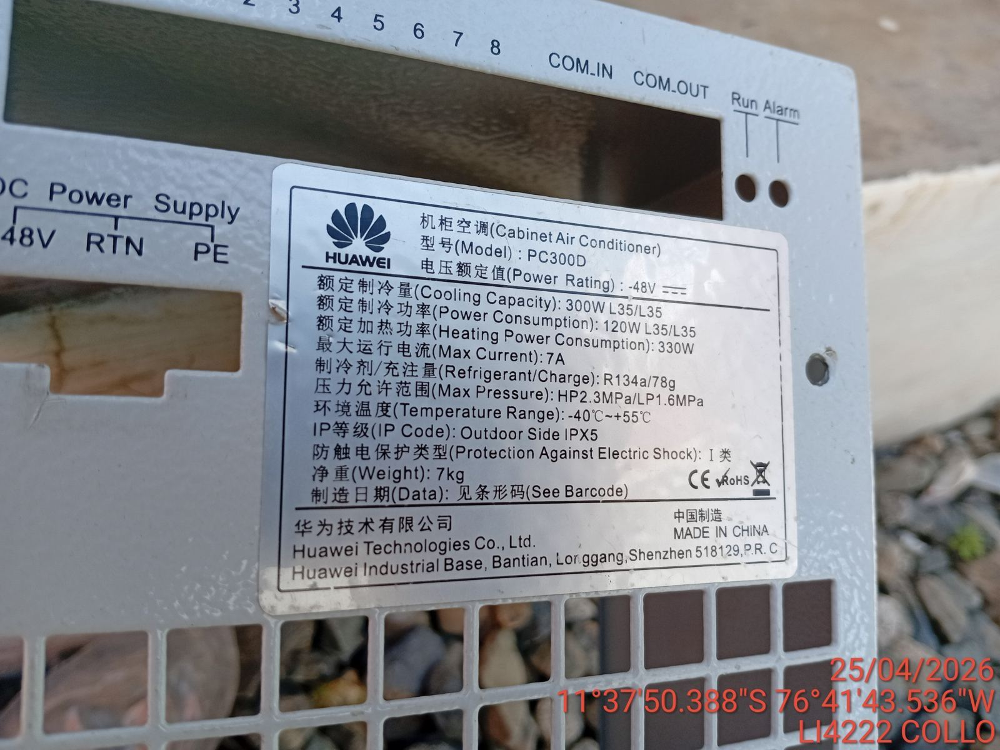 2 3 4 5 6 7 8 COM_IN COM_OUT Run Alarm
DC Power Supply
48V RTN PE
HUAWEI
机柜空调(Cabinet Air Conditioner)
型号(Model) : PC300D
电压额定值(Power Rating) : -48V ⎓
额定制冷量(Cooling Capacity): 300W L35/L35
额定制冷功率(Power Consumption): 120W L35/L35
额定加热功率(Heating Power Consumption): 330W
最大运行电流(Max Current): 7A
制冷剂/充注量(Refrigerant/Charge): R134a/78g
压力允许范围(Max Pressure): HP2.3MPa/LP1.6MPa
环境温度(Temperature Range): -40℃~+55℃
IP等级(IP Code): Outdoor Side IPX5
防触电保护类型(Protection Against Electric Shock): I 类
净重(Weight): 7kg
CE RoHS
制造日期(Data): 见条形码(See Barcode)
华为技术有限公司
中国制造
Huawei Technologies Co., Ltd.
MADE IN CHINA
Huawei Industrial Base, Bantian, Longgang,Shenzhen 518129,P.R. C
25/04/2026
11°37'50.388"S 76°41'43.536"W
LI4222 COLLO